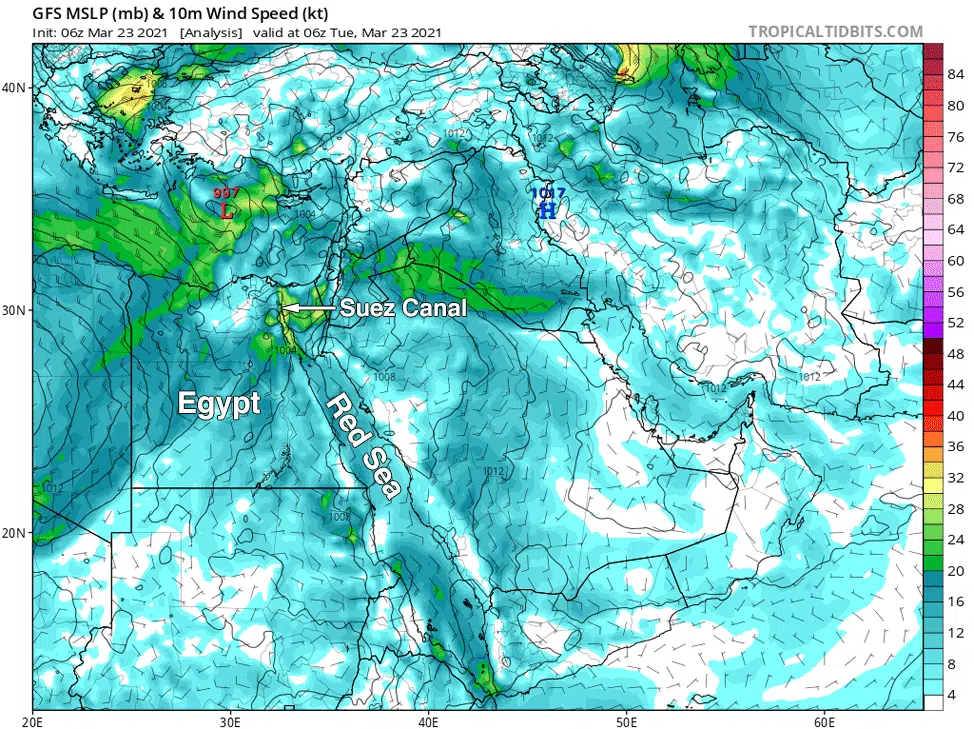 GFS MSLP (mb) & 10m Wind Speed (kt)
Init: 06z Mar 23 2021 [Analysis] valid at 06z Tue, Mar 23 2021
TROPICALTIDBITS.COM
84
80
76
72
68
64
60
56
52
48
44
40
36
32
28
24
20
16
12
8
4
40N
30N
20N
20E
30E
40E
50E
60E
1012
1012
997
L
1004
1017
H
Suez Canal
1008
1012
1012
Egypt
Red Sea
1012
1012
1008